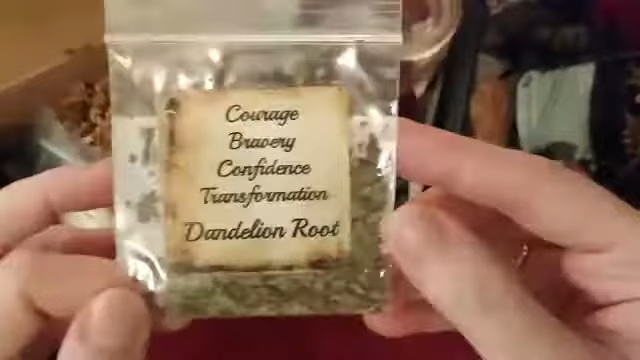 Courage
Bravery
Confidence
Transformation
Dandelion Root